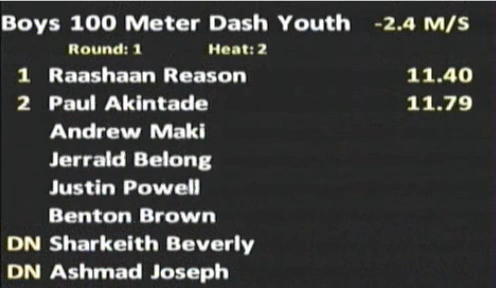 Boys 100 Meter Dash Youth -2.4 M/S
Round: 1 Heat: 2
1 Raashaan Reason 11.40
2 Paul Akintade 11.79
Andrew Maki
Jerrald Belong
Justin Powell
Benton Brown
DN Sharkeith Beverly
DN Ashmad Joseph